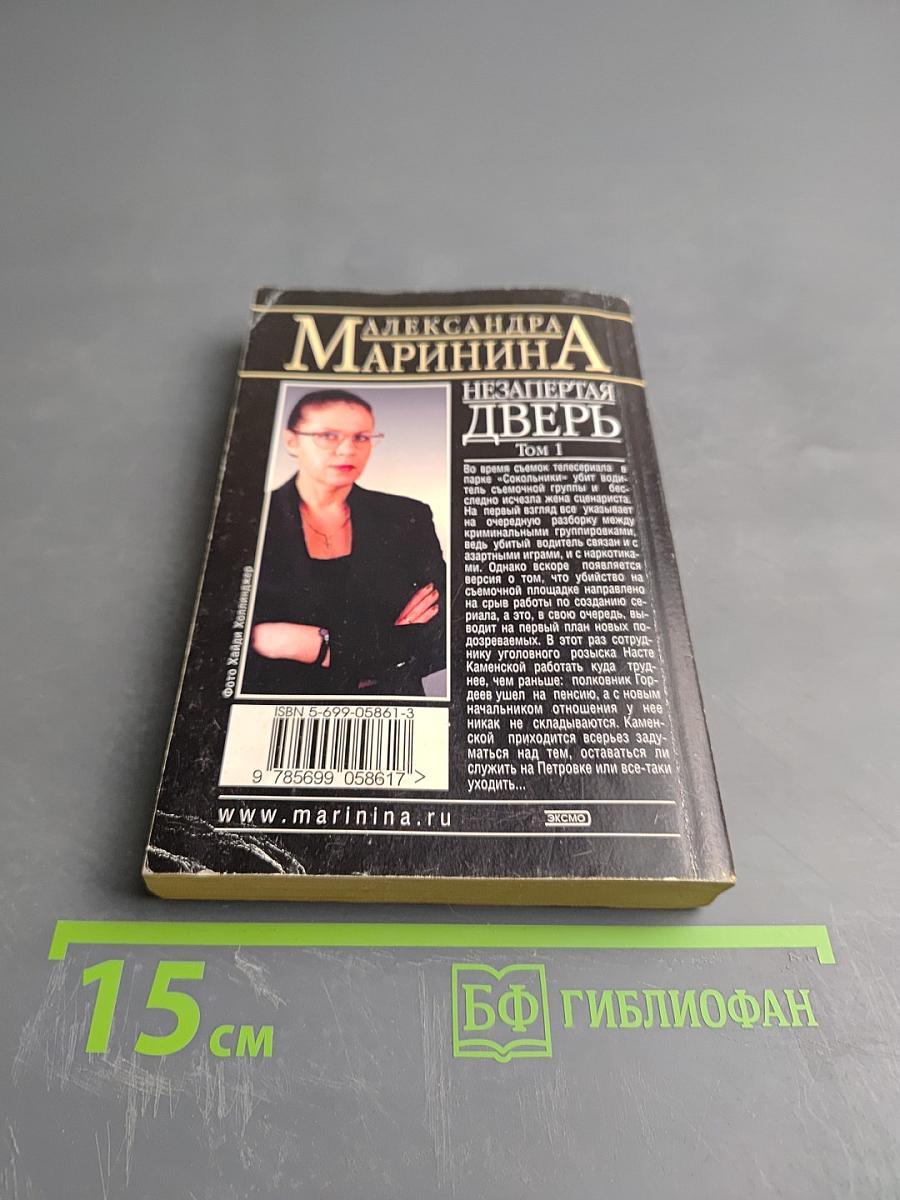 АЛЕКСАНДРА
МАРИНИНА
НЕЗАПЕРТАЯ
ДВЕРЬ
Том 1
Во время съемок телесериала в
парке «Сокольники» убит води-
тель съемочной группы и бес-
следно исчезла жена сценариста.
На первый взгляд все указывает
на очередную разборку между
криминальными группировками,
ведь убитый водитель связан и с
азартными играми, и с наркотика-
ми. Однако вскоре появляется
версия о том, что убийство на
съемочной площадке направлено
на срыв работы по созданию се-
риала, а это, в свою очередь, вы-
водит на первый план новых по-
дозреваемых. В этот раз сотруд-
нику уголовного розыска Насте
Каменской работать куда труд-
нее, чем раньше: полковник Гор-
деев ушел на пенсию, а с новым
начальником отношения у нее
никак не складываются. Камен-
ской приходится всерьез заду-
маться над тем, оставаться ли
служить на Петровке или все-таки
уходить...
Фото Хайди Холлинджер
ISBN 5-699-05861-3
9 785699 058617 >
www.marinina.ru
ЭКСМО
15 см
БФ ГИБЛИОФАН